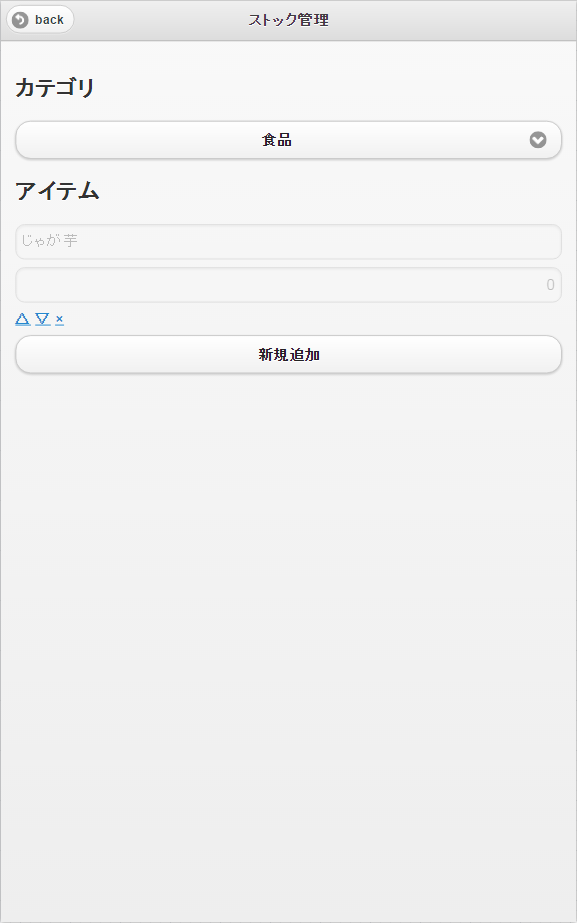 back
ストック管理
カテゴリ
食品
アイテム
じゃが芋
0
△ ▽ ×
新規追加